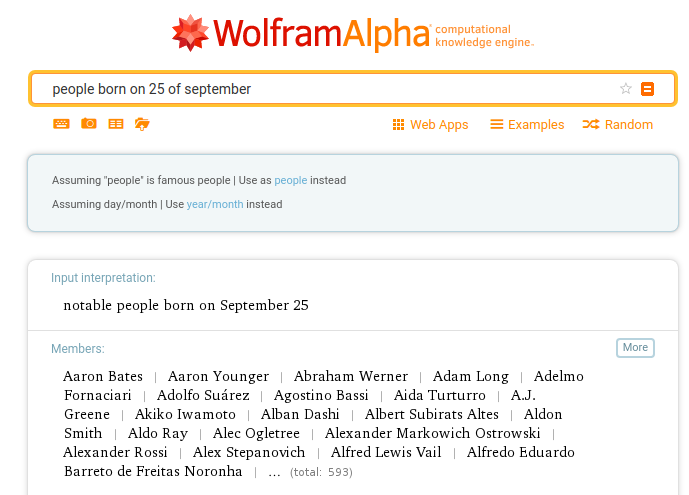 WolframAlpha computational knowledge engine.
people born on 25 of september
Web Apps Examples Random
Assuming "people" is famous people | Use as people instead
Assuming day/month | Use year/month instead
Input interpretation:
notable people born on September 25
Members: More
Aaron Bates | Aaron Younger | Abraham Werner | Adam Long | Adelmo
Fornaciari | Adolfo Suárez | Agostino Bassi | Aida Turturro | A.J.
Greene | Akiko Iwamoto | Alban Dashi | Albert Subirats Altes | Aldon
Smith | Aldo Ray | Alec Ogletree | Alexander Markowich Ostrowski |
Alexander Rossi | Alex Stepanovich | Alfred Lewis Vail | Alfredo Eduardo
Barreto de Freitas Noronha | ... (total: 593)